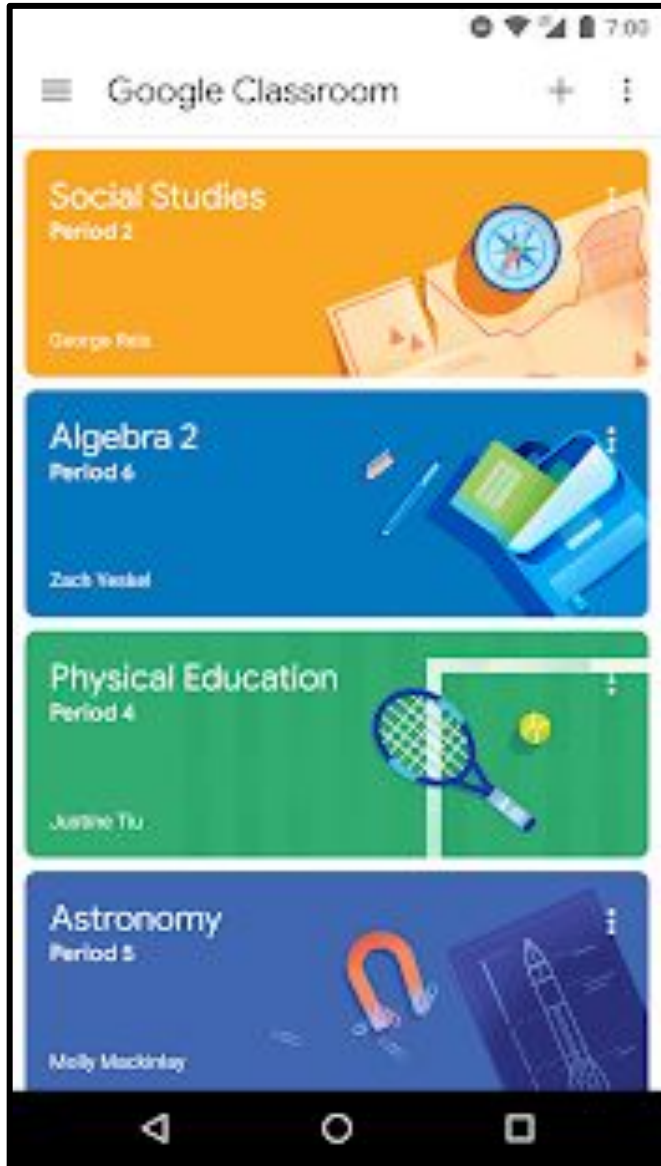 7:00
Google Classroom
Social Studies
Period 2
George Reis
Algebra 2
Period 6
Zach Yeskel
Physical Education
Period 4
Justine Tiu
Astronomy
Period 5
Molly Mackinlay